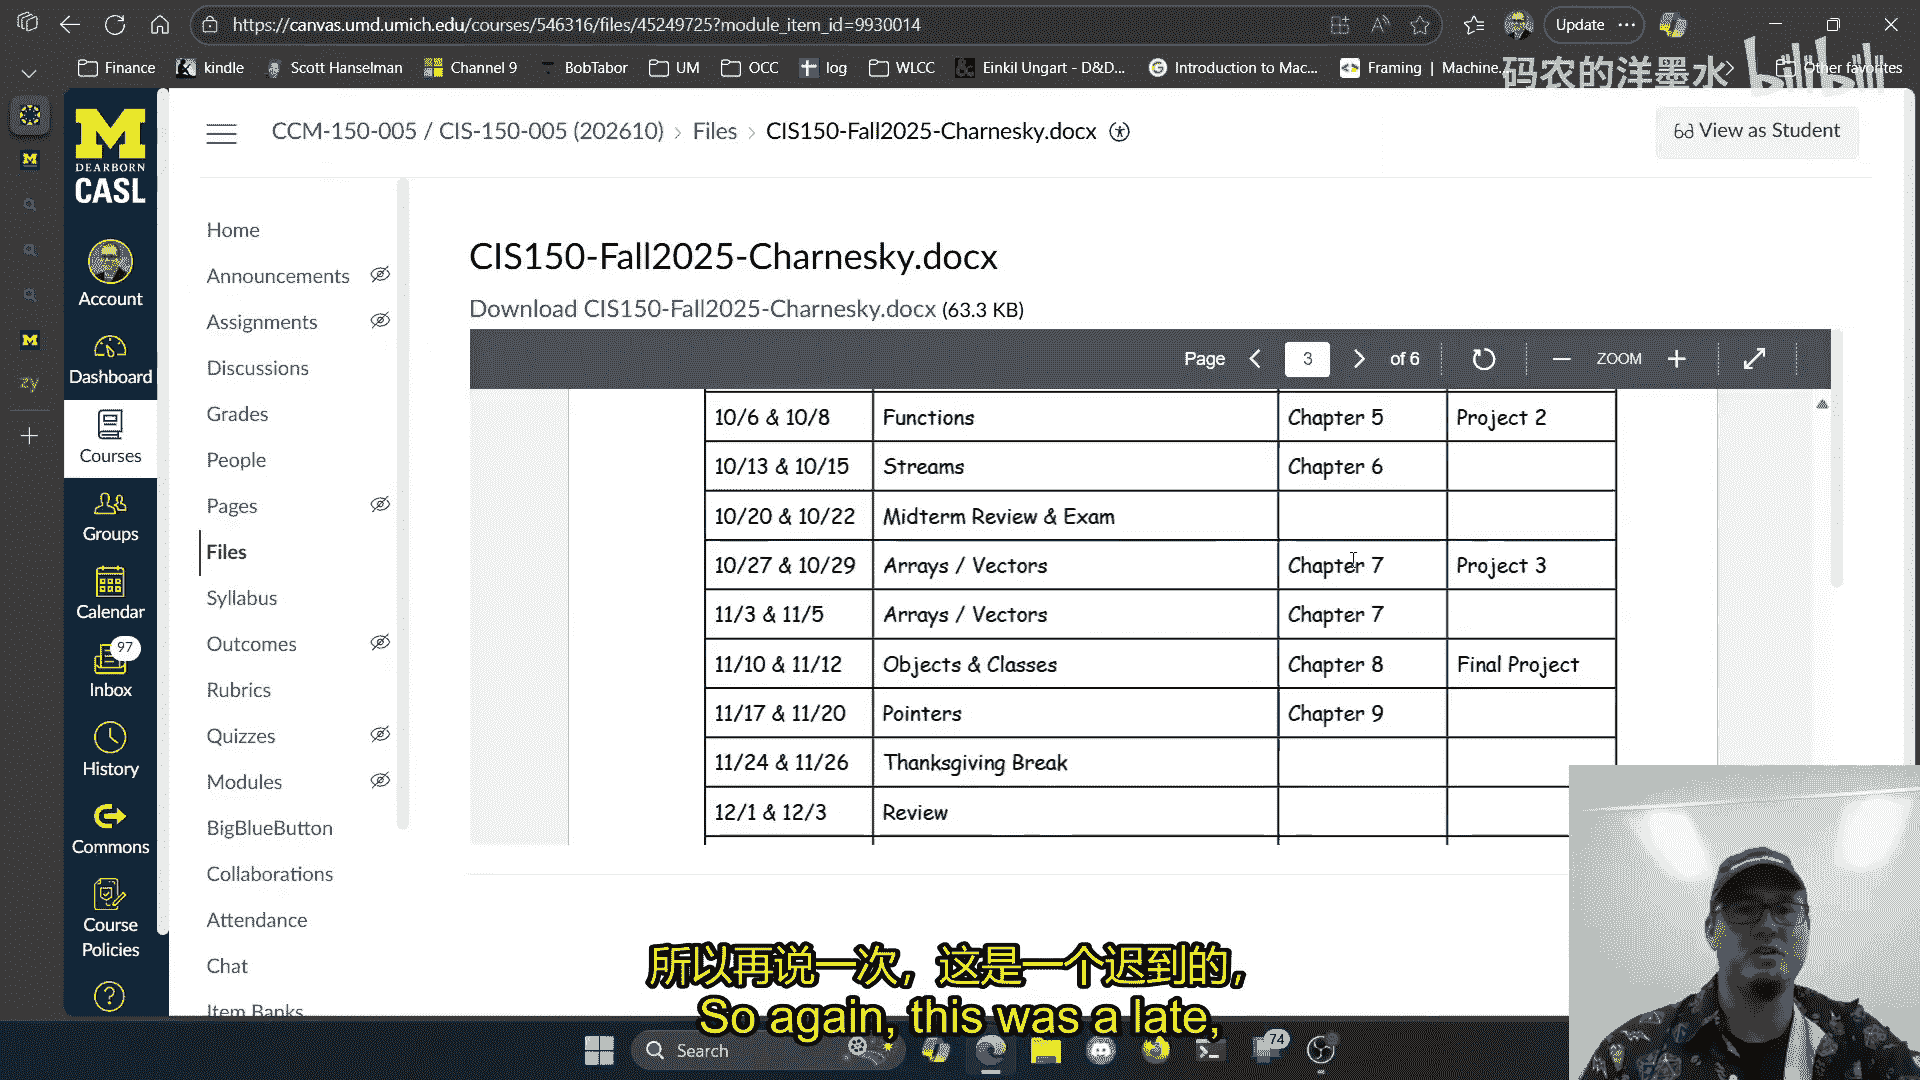 https://canvas.umd.umich.edu/courses/546316/files/45249725?module_item_id=9930014
Update
Finance
kindle
Scott Hanselman
Channel 9
BobTabor
UM
OCC
log
WLCC
Einkil Ungart - D&D...
Introduction to Mac...
Framing | Machine...
Other favorites
码农的洋墨水
bilibili
M
DEARBORN
CASL
Account
Dashboard
Courses
Groups
Calendar
97
Inbox
History
Commons
Course
Policies
zy
CCM-150-005 / CIS-150-005 (202610) › Files › CIS150-Fall2025-Charnesky.docx
View as Student
Home
Announcements
Assignments
Discussions
Grades
People
Pages
Files
Syllabus
Outcomes
Rubrics
Quizzes
Modules
BigBlueButton
Collaborations
Attendance
Chat
Item Banks
CIS150-Fall2025-Charnesky.docx
Download CIS150-Fall2025-Charnesky.docx (63.3 KB)
Page 3 of 6 ZOOM
10/6 & 10/8 Functions Chapter 5 Project 2
10/13 & 10/15 Streams Chapter 6
10/20 & 10/22 Midterm Review & Exam
10/27 & 10/29 Arrays / Vectors Chapter 7 Project 3
11/3 & 11/5 Arrays / Vectors Chapter 7
11/10 & 11/12 Objects & Classes Chapter 8 Final Project
11/17 & 11/20 Pointers Chapter 9
11/24 & 11/26 Thanksgiving Break
12/1 & 12/3 Review
所以再说一次，这是一个迟到的，
So again, this was a late,
Search
74